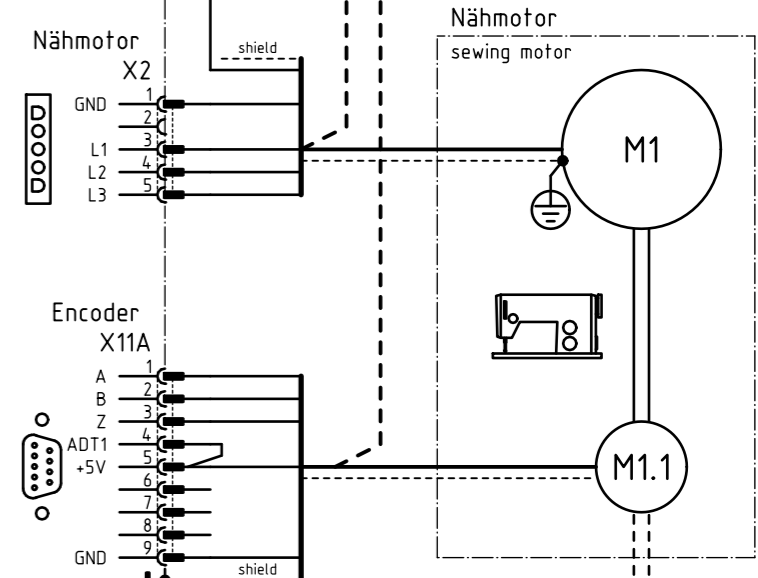 Nähmotor
sewing motor
Nähmotor
X2
shield
GND 1
2
L1 3
L2 4
L3 5
M1
Encoder
X11A
A 1
B 2
Z 3
ADT1 4
+5V 5
6
7
8
GND 9
shield
M1.1